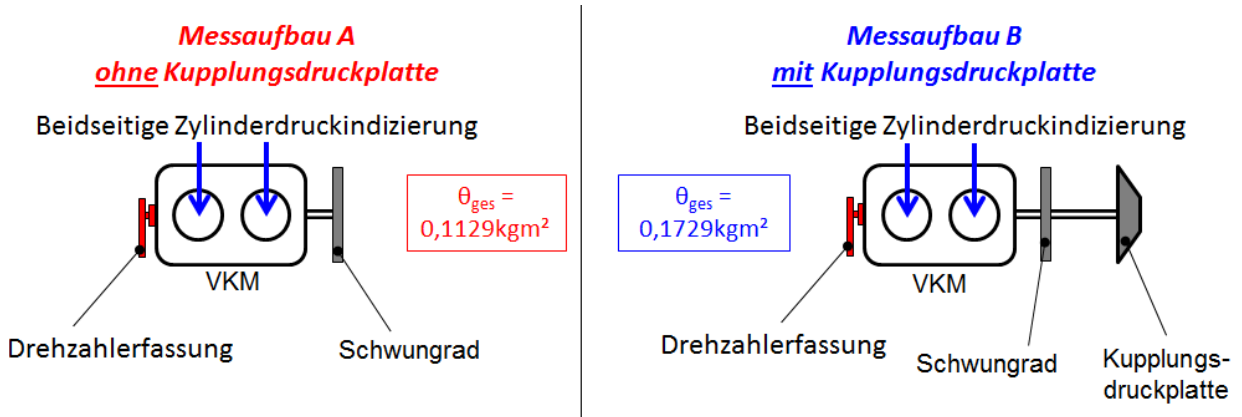 Messaufbau A
ohne Kupplungsdruckplatte
Beidseitige Zylinderdruckindizierung
θges =
0,1129kgm²
VKM
Drehzahlerfassung
Schwungrad
Messaufbau B
mit Kupplungsdruckplatte
Beidseitige Zylinderdruckindizierung
θges =
0,1729kgm²
VKM
Drehzahlerfassung
Schwungrad
Kupplungs-
druckplatte